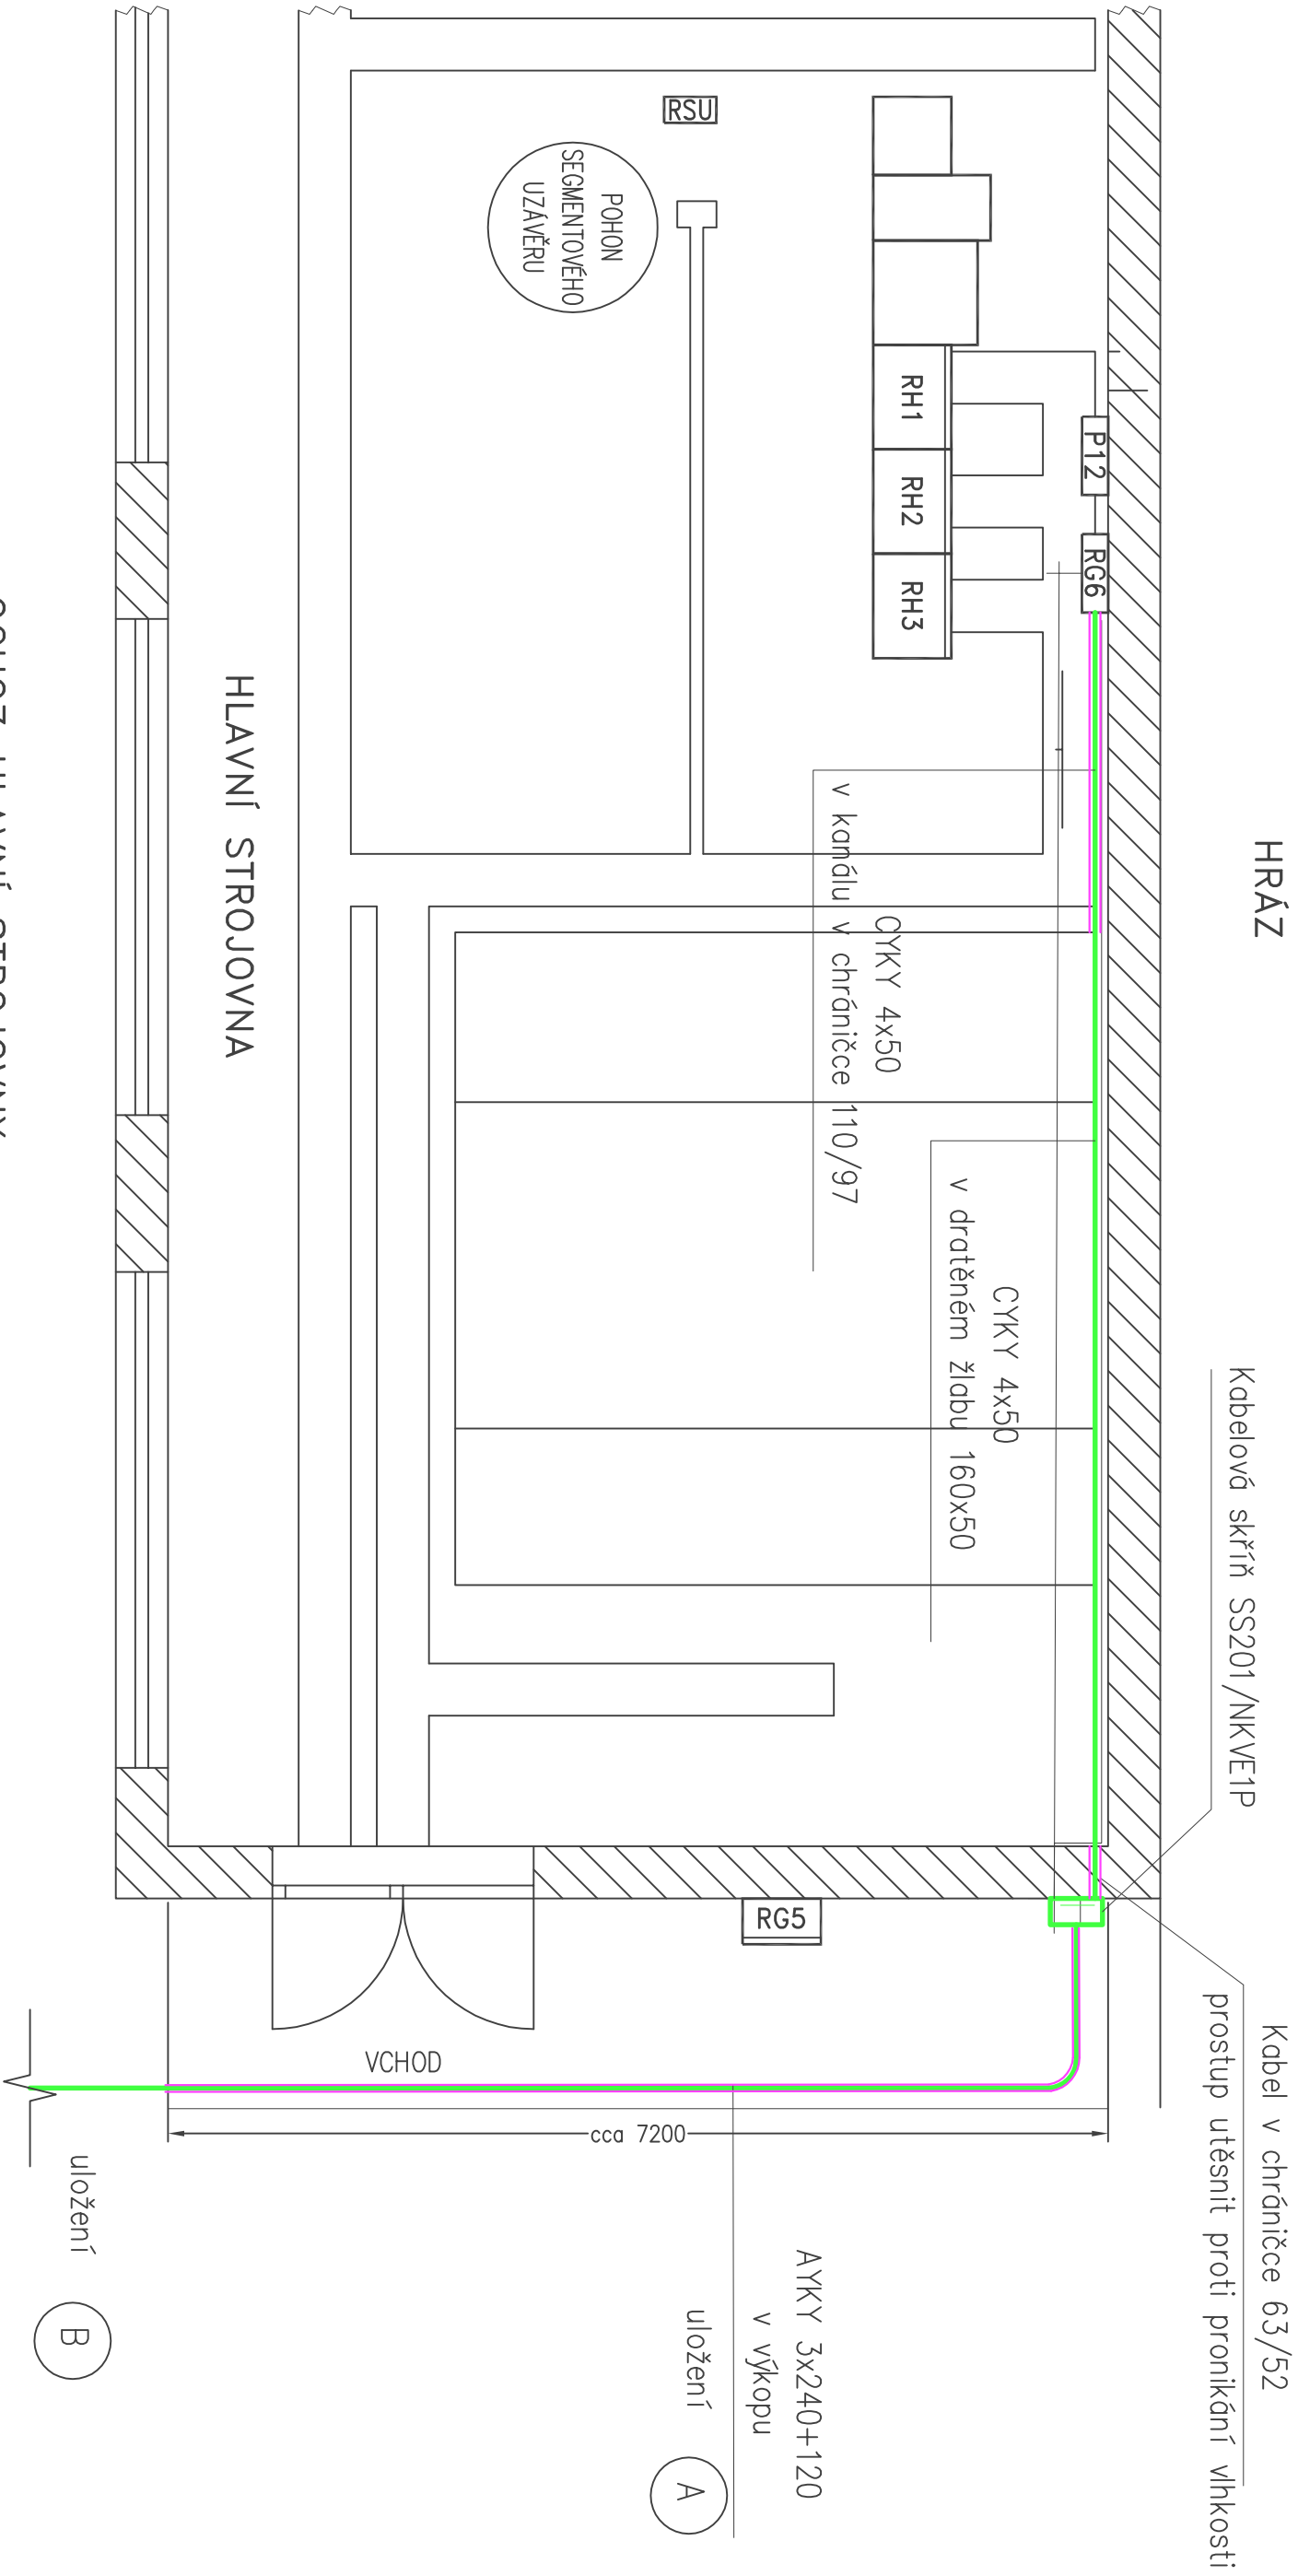 HRÁZ
Kabelová skříň SS201/NKVE1P
Kabel v chráničce 63/52
prostup utěsnit proti pronikání vlhkosti
P12
RG6
RH1
RH2
RH3
RSU
POHON
SEGMENTOVÉHO
UZÁVĚRU
CYKY 4x50
v kanálu v chráničce 110/97
CYKY 4x50
v dratěném žlabu 160x50
RG5
VCHOD
cca 7200
AYKY 3x240+120
v výkopu
uložení
A
uložení
B
HLAVNÍ STROJOVNA